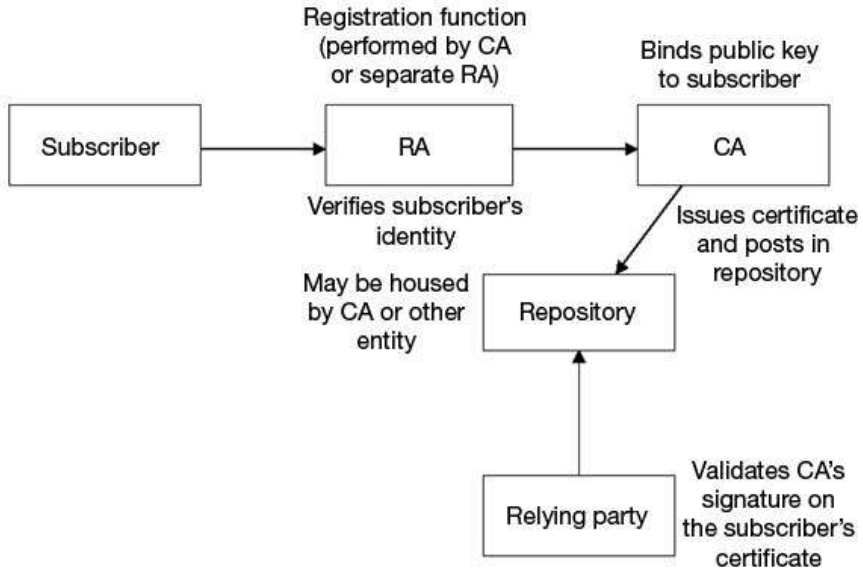 Registration function
(performed by CA
or separate RA)
Binds public key
to subscriber
Subscriber
RA
CA
Verifies subscriber's
identity
Issues certificate
and posts in
repository
May be housed
by CA or other
entity
Repository
Relying party
Validates CA's
signature on
the subscriber's
certificate